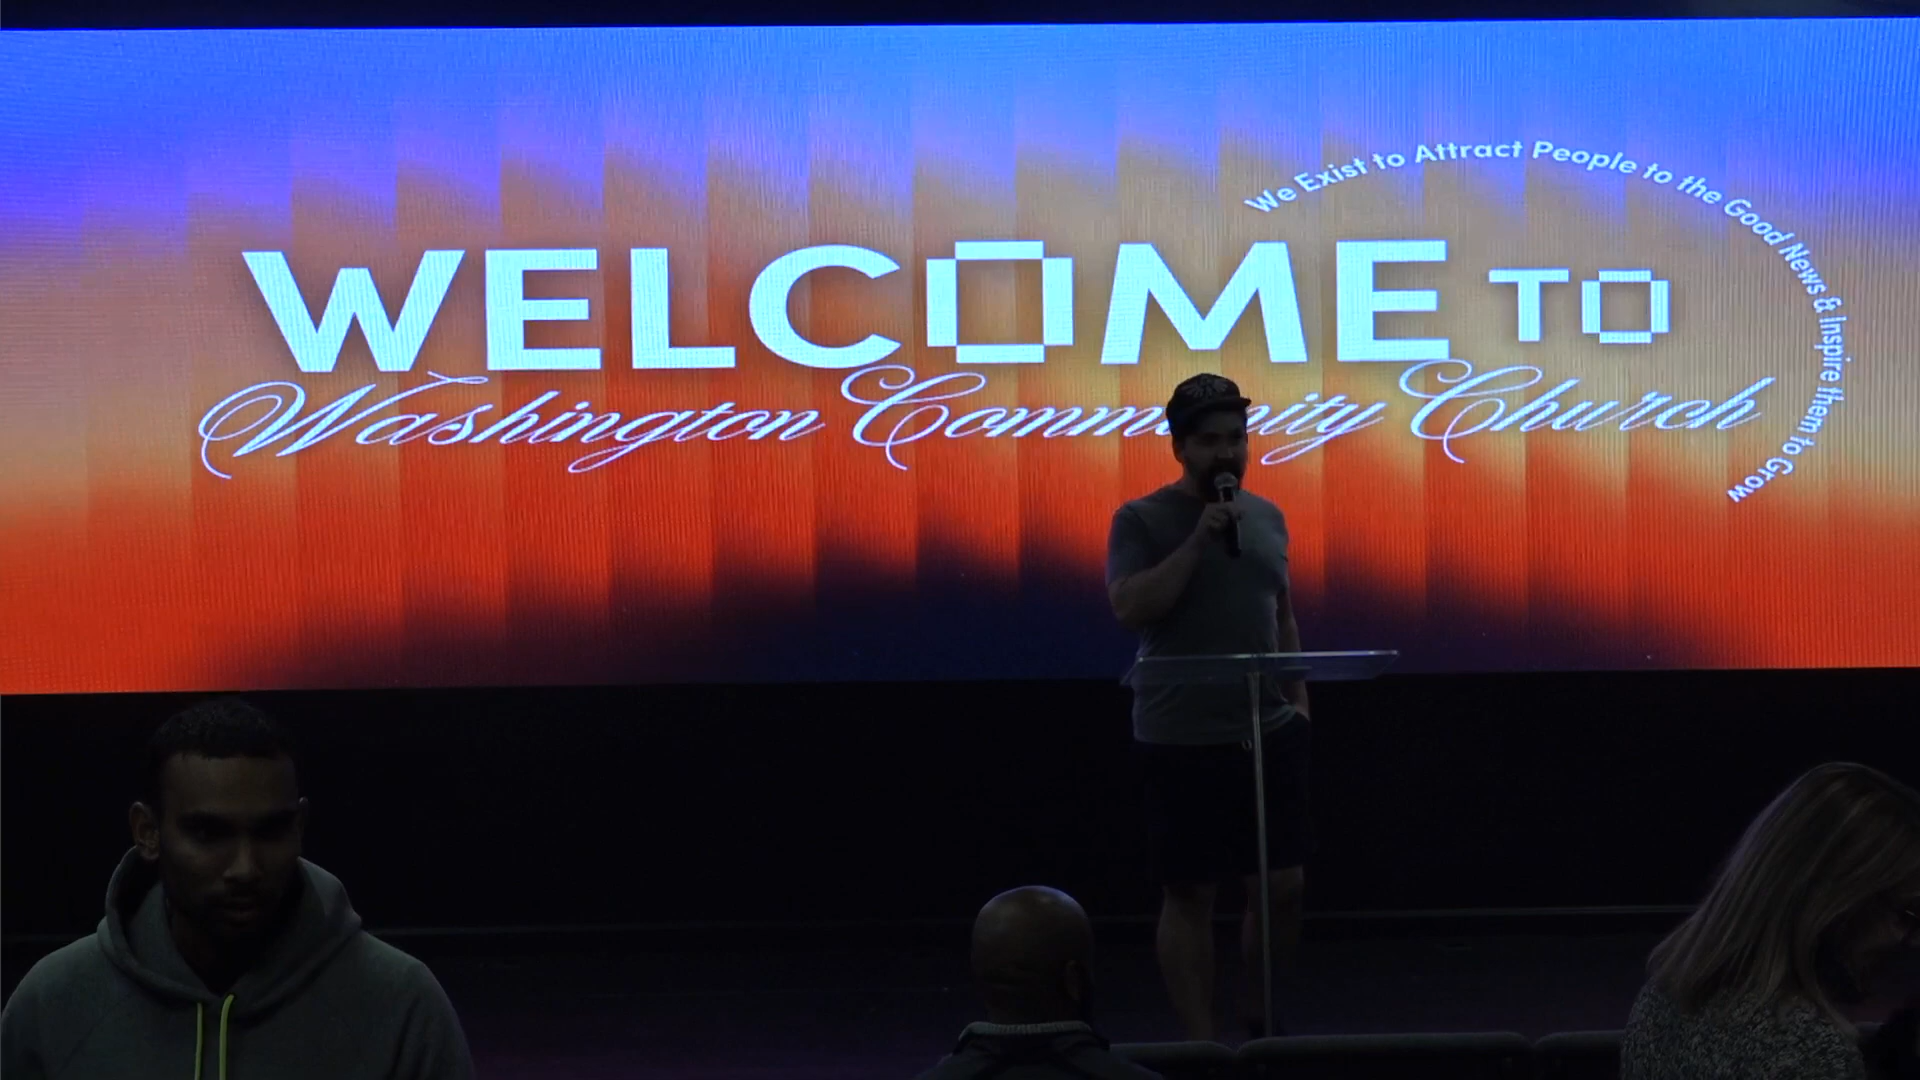 We Exist to Attract People to the Good News & Inspire them to Grow
WELCOME TO
Washington Community Church